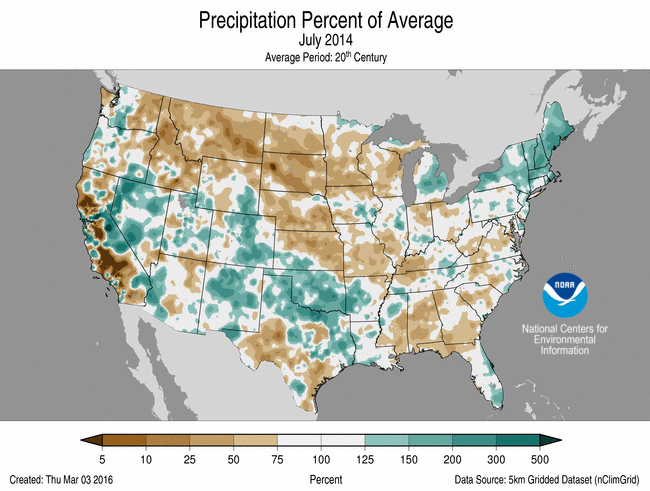 Precipitation Percent of Average
July 2014
Average Period: 20th Century
NOAA
National Centers for
Environmental
Information
5 10 25 50 75 100 125 150 200 300 500
Created: Thu Mar 03 2016 Percent Data Source: 5km Gridded Dataset (nClimGrid)